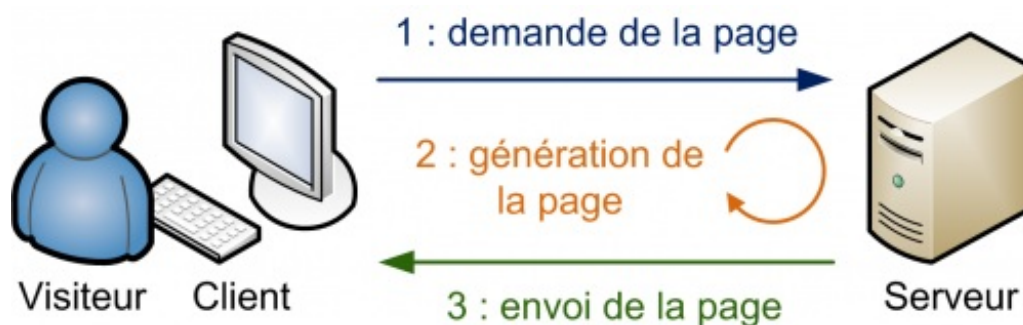 1 : demande de la page
2 : génération de
la page
3 : envoi de la page
Visiteur
Client
Serveur